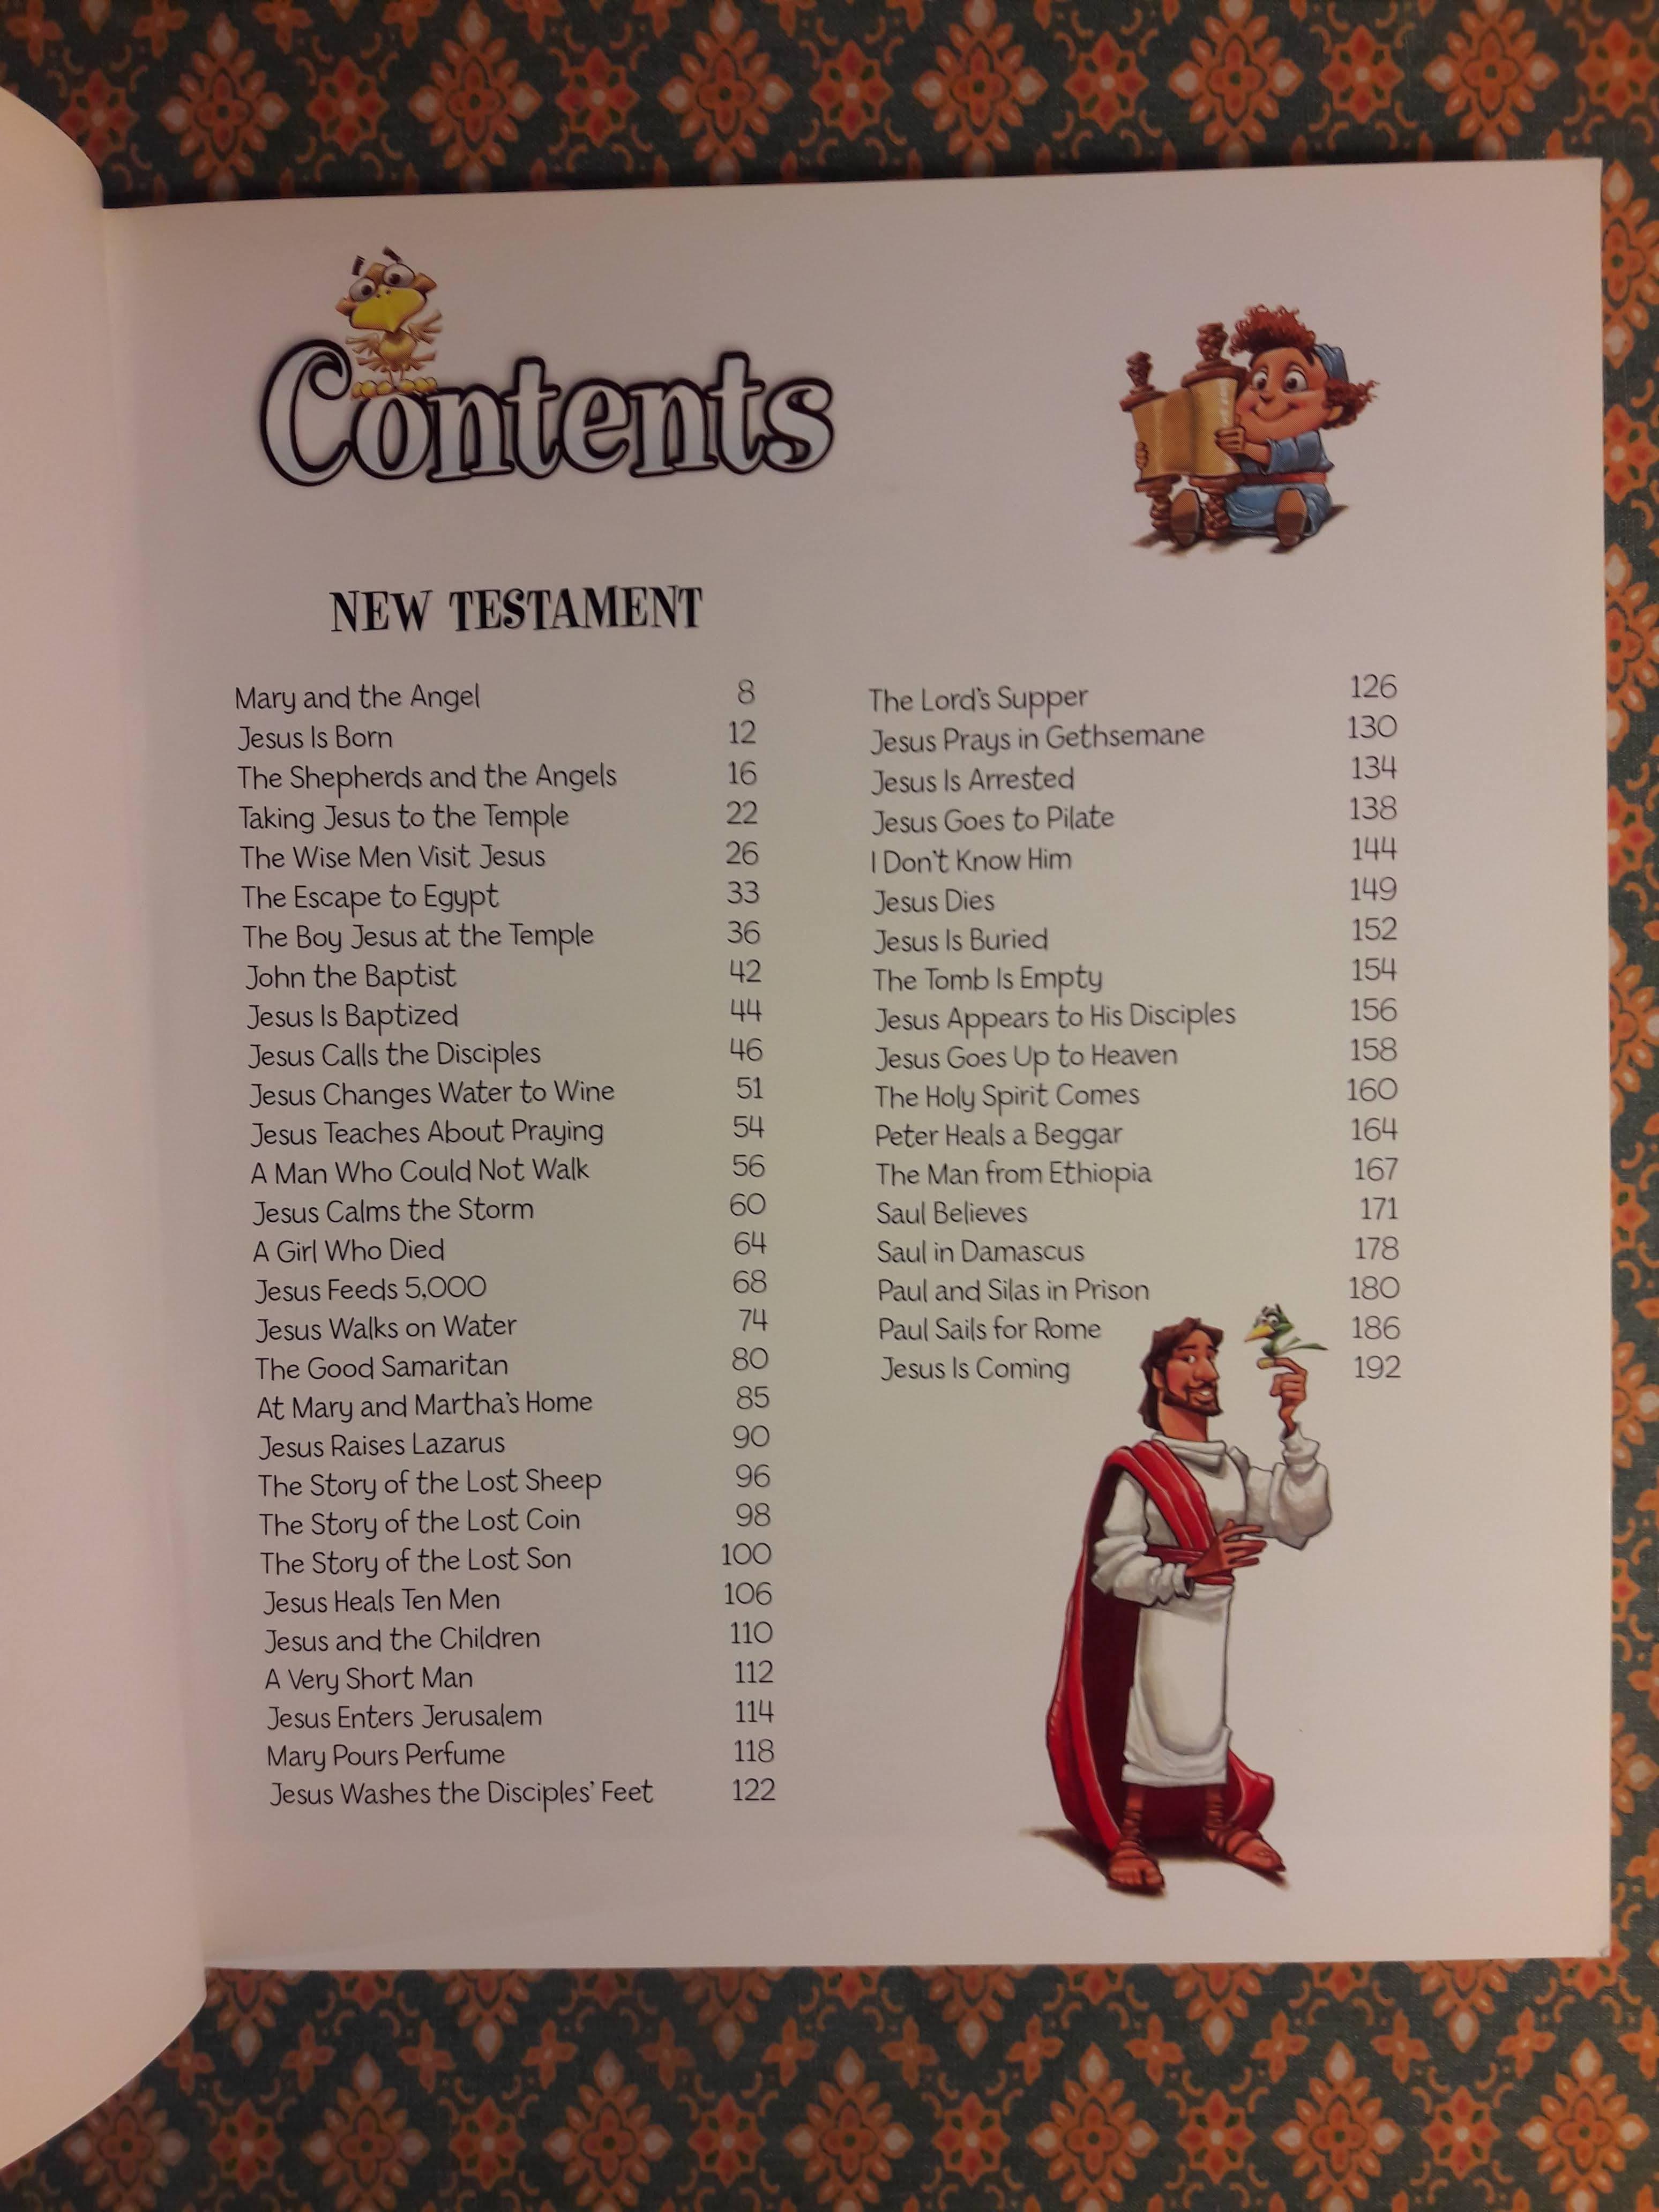 Contents
NEW TESTAMENT
Mary and the Angel 8
Jesus Is Born 12
The Shepherds and the Angels 16
Taking Jesus to the Temple 22
The Wise Men Visit Jesus 26
The Escape to Egypt 33
The Boy Jesus at the Temple 36
John the Baptist 42
Jesus Is Baptized 44
Jesus Calls the Disciples 46
Jesus Changes Water to Wine 51
Jesus Teaches About Praying 54
A Man Who Could Not Walk 56
Jesus Calms the Storm 60
A Girl Who Died 64
Jesus Feeds 5,000 68
Jesus Walks on Water 74
The Good Samaritan 80
At Mary and Martha's Home 85
Jesus Raises Lazarus 90
The Story of the Lost Sheep 96
The Story of the Lost Coin 98
The Story of the Lost Son 100
Jesus Heals Ten Men 106
Jesus and the Children 110
A Very Short Man 112
Jesus Enters Jerusalem 114
Mary Pours Perfume 118
Jesus Washes the Disciples' Feet 122
The Lord's Supper 126
Jesus Prays in Gethsemane 130
Jesus Is Arrested 134
Jesus Goes to Pilate 138
I Don't Know Him 144
Jesus Dies 149
Jesus Is Buried 152
The Tomb Is Empty 154
Jesus Appears to His Disciples 156
Jesus Goes Up to Heaven 158
The Holy Spirit Comes 160
Peter Heals a Beggar 164
The Man from Ethiopia 167
Saul Believes 171
Saul in Damascus 178
Paul and Silas in Prison 180
Paul Sails for Rome 186
Jesus Is Coming 192